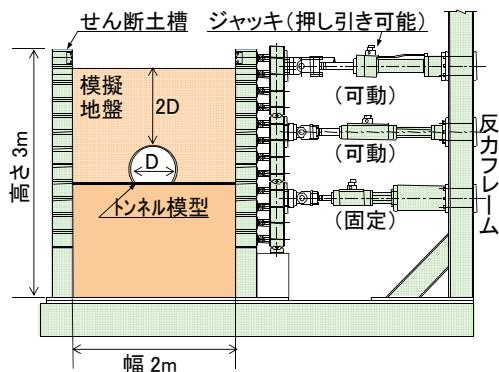 せん断土槽
ジャッキ(押し引き可能)
模擬
地盤
2D
(可動)
D
(可動)
高さ 3m
反力フレーム
トンネル模型
(固定)
幅 2m